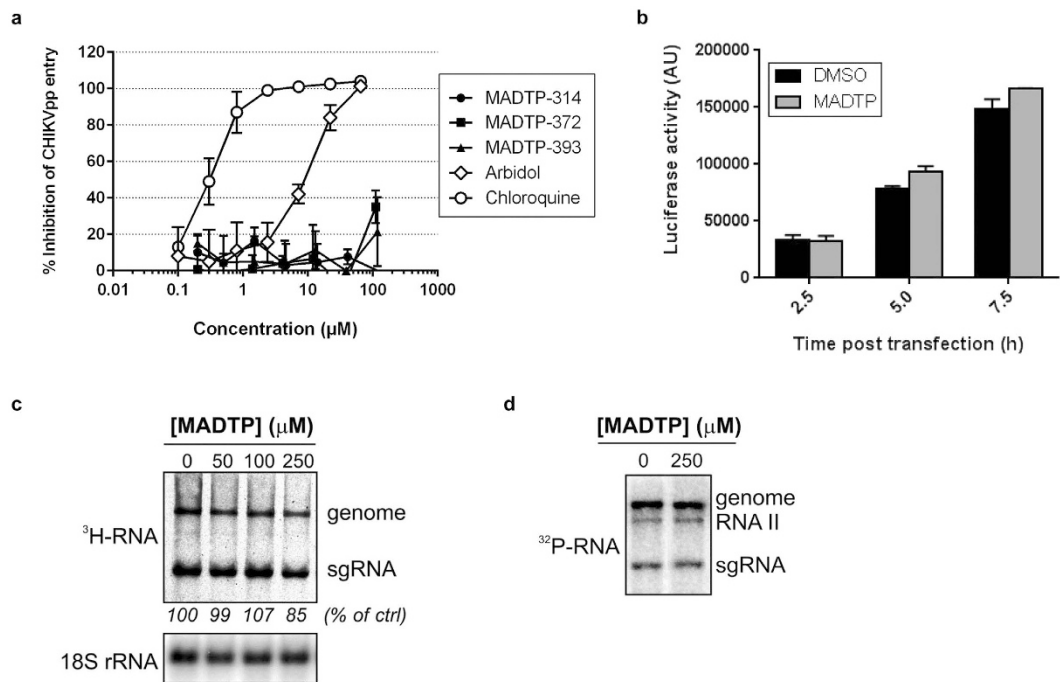 a
% Inhibition of CHIKVpp entry
120
100
80
60
40
20
0
0.01 0.1 1 10 100 1000
Concentration (µM)
MADTP-314
MADTP-372
MADTP-393
Arbidol
Chloroquine
b
Luciferase activity (AU)
200000
150000
100000
50000
0
DMSO
MADTP
2.5 5.0 7.5
Time post transfection (h)
c
[MADTP] (µM)
0 50 100 250
³H-RNA
genome
sgRNA
100 99 107 85 (% of ctrl)
18S rRNA
d
[MADTP] (µM)
0 250
³²P-RNA
genome
RNA II
sgRNA